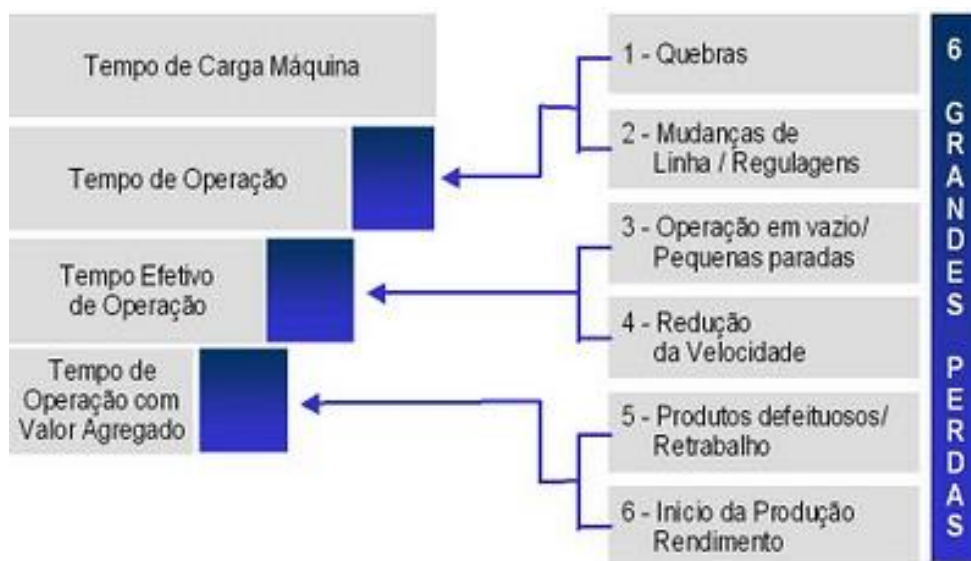 Tempo de Carga Máquina
Tempo de Operação
Tempo Efetivo
de Operação
Tempo de
Operação com
Valor Agregado
1 - Quebras
2 - Mudanças de
Linha / Regulagens
3 - Operação em vazio/
Pequenas paradas
4 - Redução
da Velocidade
5 - Produtos defeituosos/
Retrabalho
6 - Inicio da Produção
Rendimento
6 GRANDES PERDAS